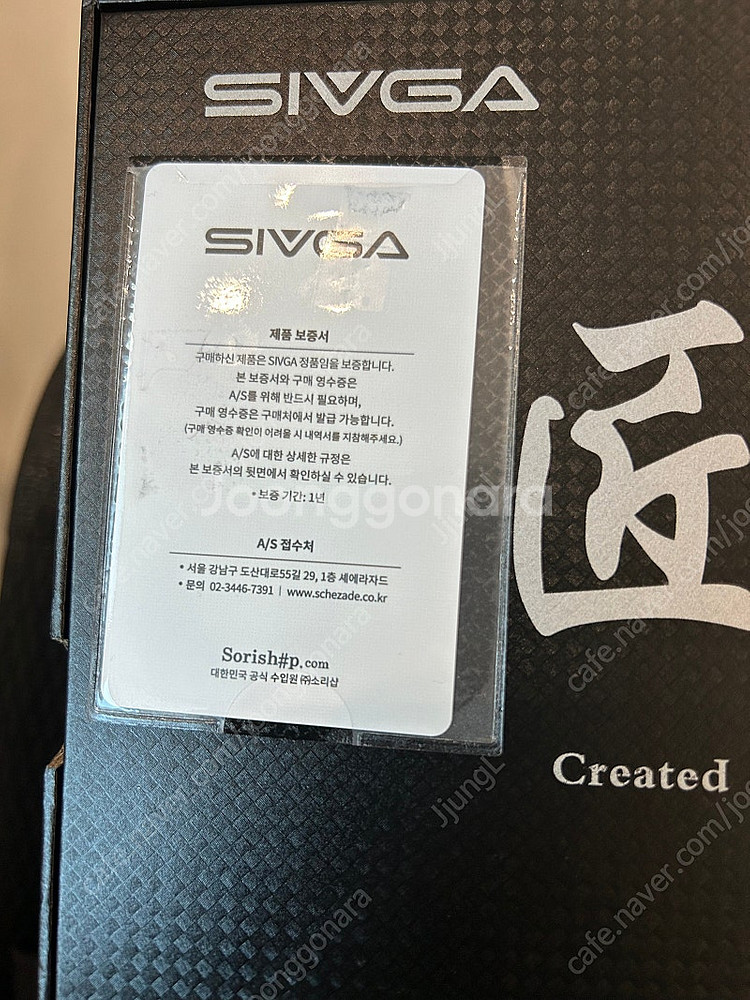 SIVGA
SIVGA
제품 보증서
구매하신 제품은 SIVGA 정품임을 보증합니다.
본 보증서와 구매 영수증은
A/S를 위해 반드시 필요하며,
구매 영수증은 구매처에서 발급 가능합니다.
(구매 영수증 확인이 어려울 시 내역서를 지참해주세요.)
A/S에 대한 상세한 규정은
본 보증서의 뒷면에서 확인하실 수 있습니다.
• 보증 기간: 1년
Joonggonara
A/S 접수처
• 서울 강남구 도산대로55길 29, 1층 셰에라자드
• 문의 02-3446-7391 | www.schezade.co.kr
Sorish#p.com
대한민국 공식 수입원 ㈜소리샵
匠
Created